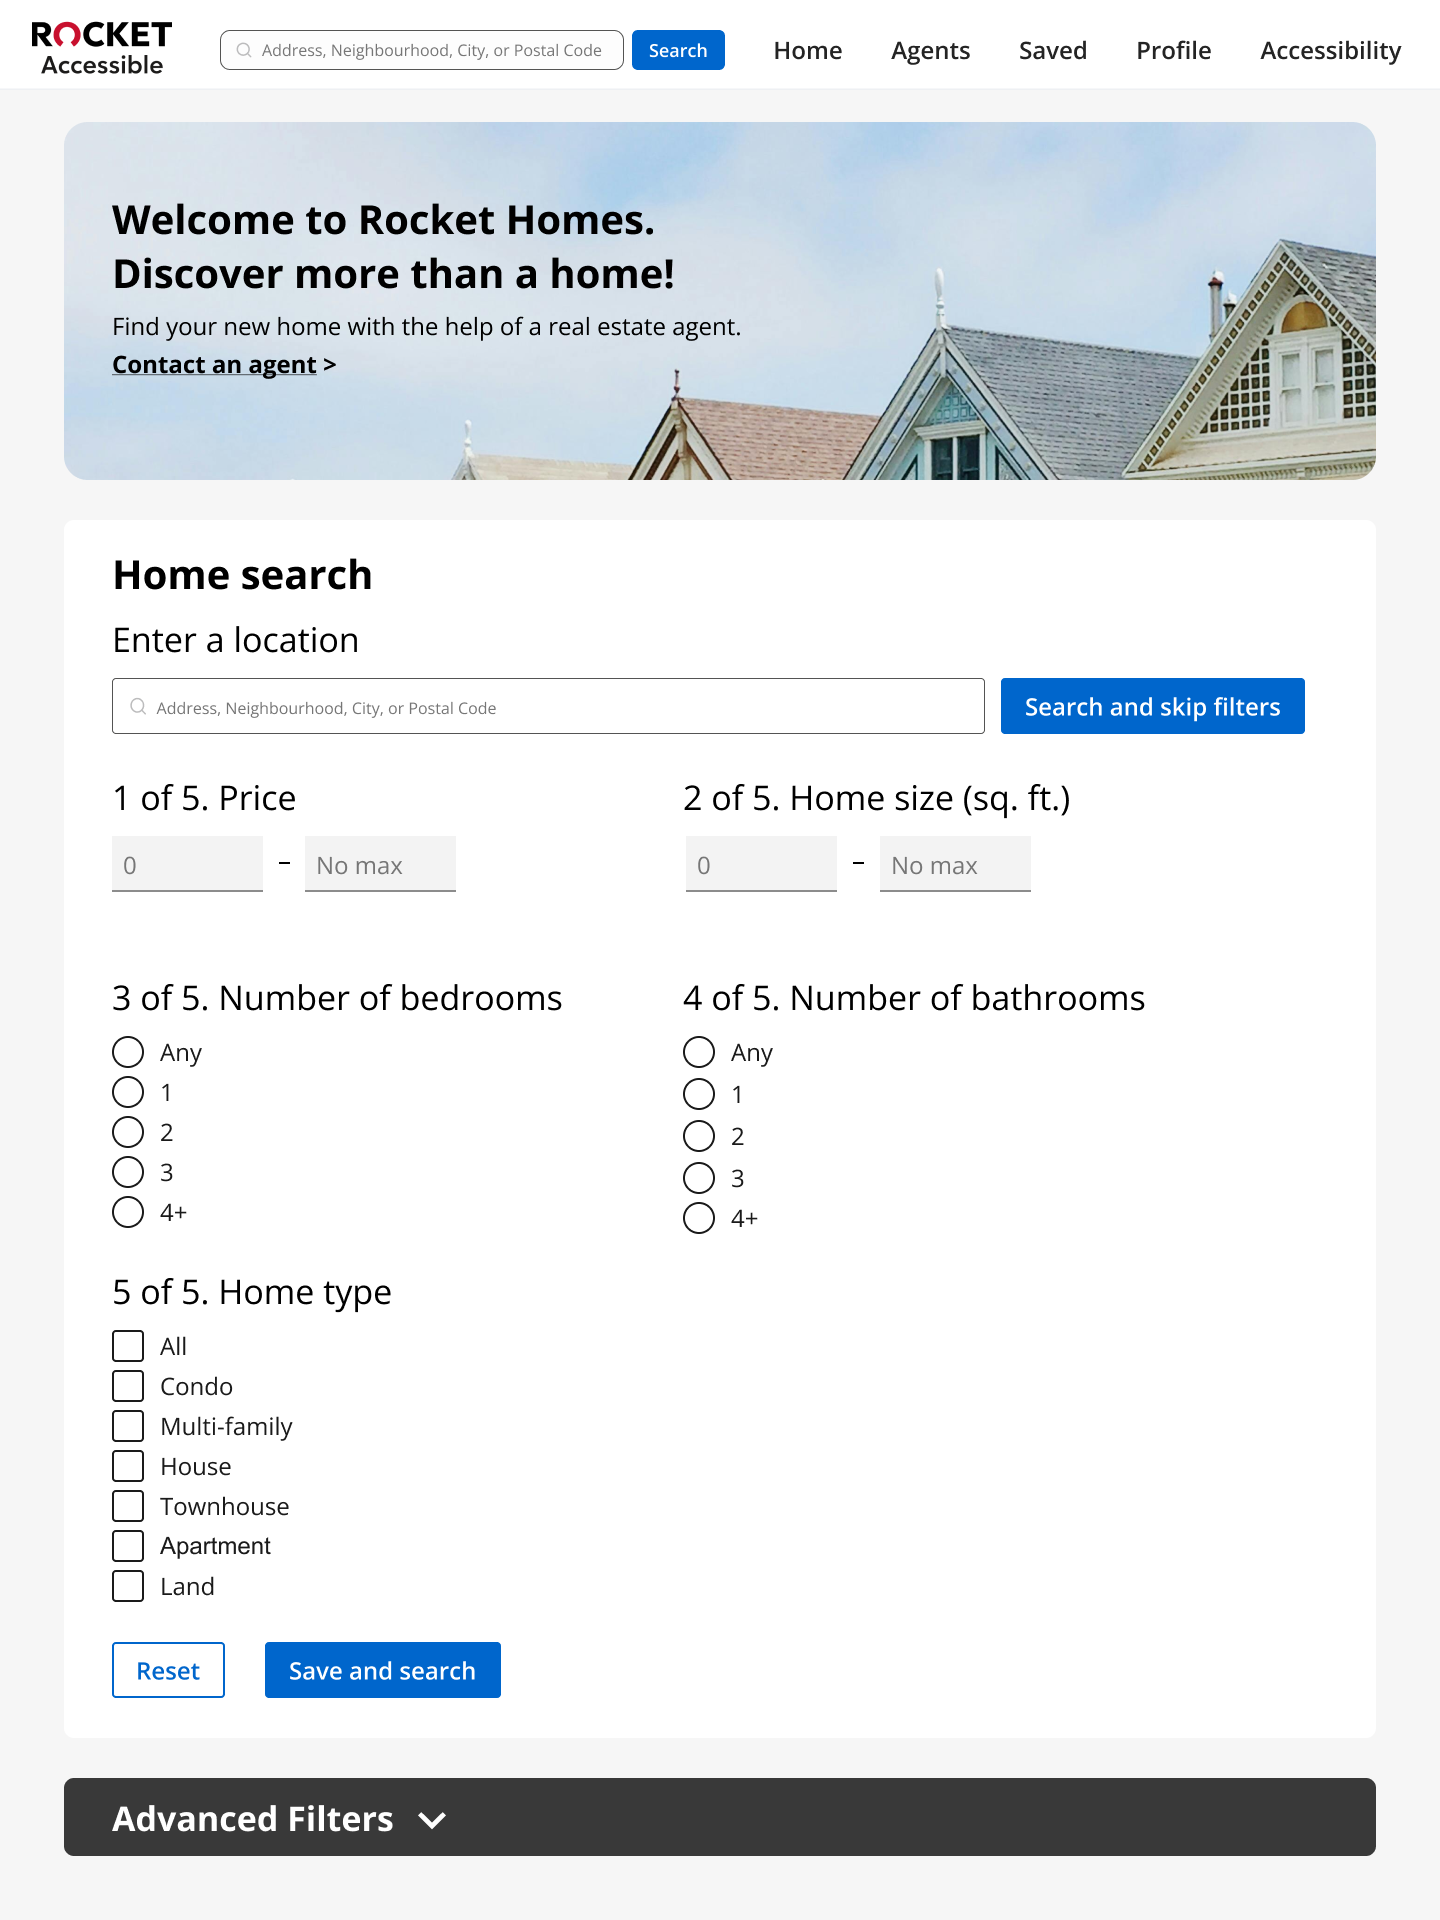 ROCKET
Accessible
Address, Neighbourhood, City, or Postal Code
Search
Home
Agents
Saved
Profile
Accessibility
Welcome to Rocket Homes.
Discover more than a home!
Find your new home with the help of a real estate agent.
Contact an agent >
Home search
Enter a location
Address, Neighbourhood, City, or Postal Code
Search and skip filters
1 of 5. Price
0 – No max
2 of 5. Home size (sq. ft.)
0 – No max
3 of 5. Number of bedrooms
Any
1
2
3
4+
4 of 5. Number of bathrooms
Any
1
2
3
4+
5 of 5. Home type
All
Condo
Multi-family
House
Townhouse
Apartment
Land
Reset
Save and search
Advanced Filters